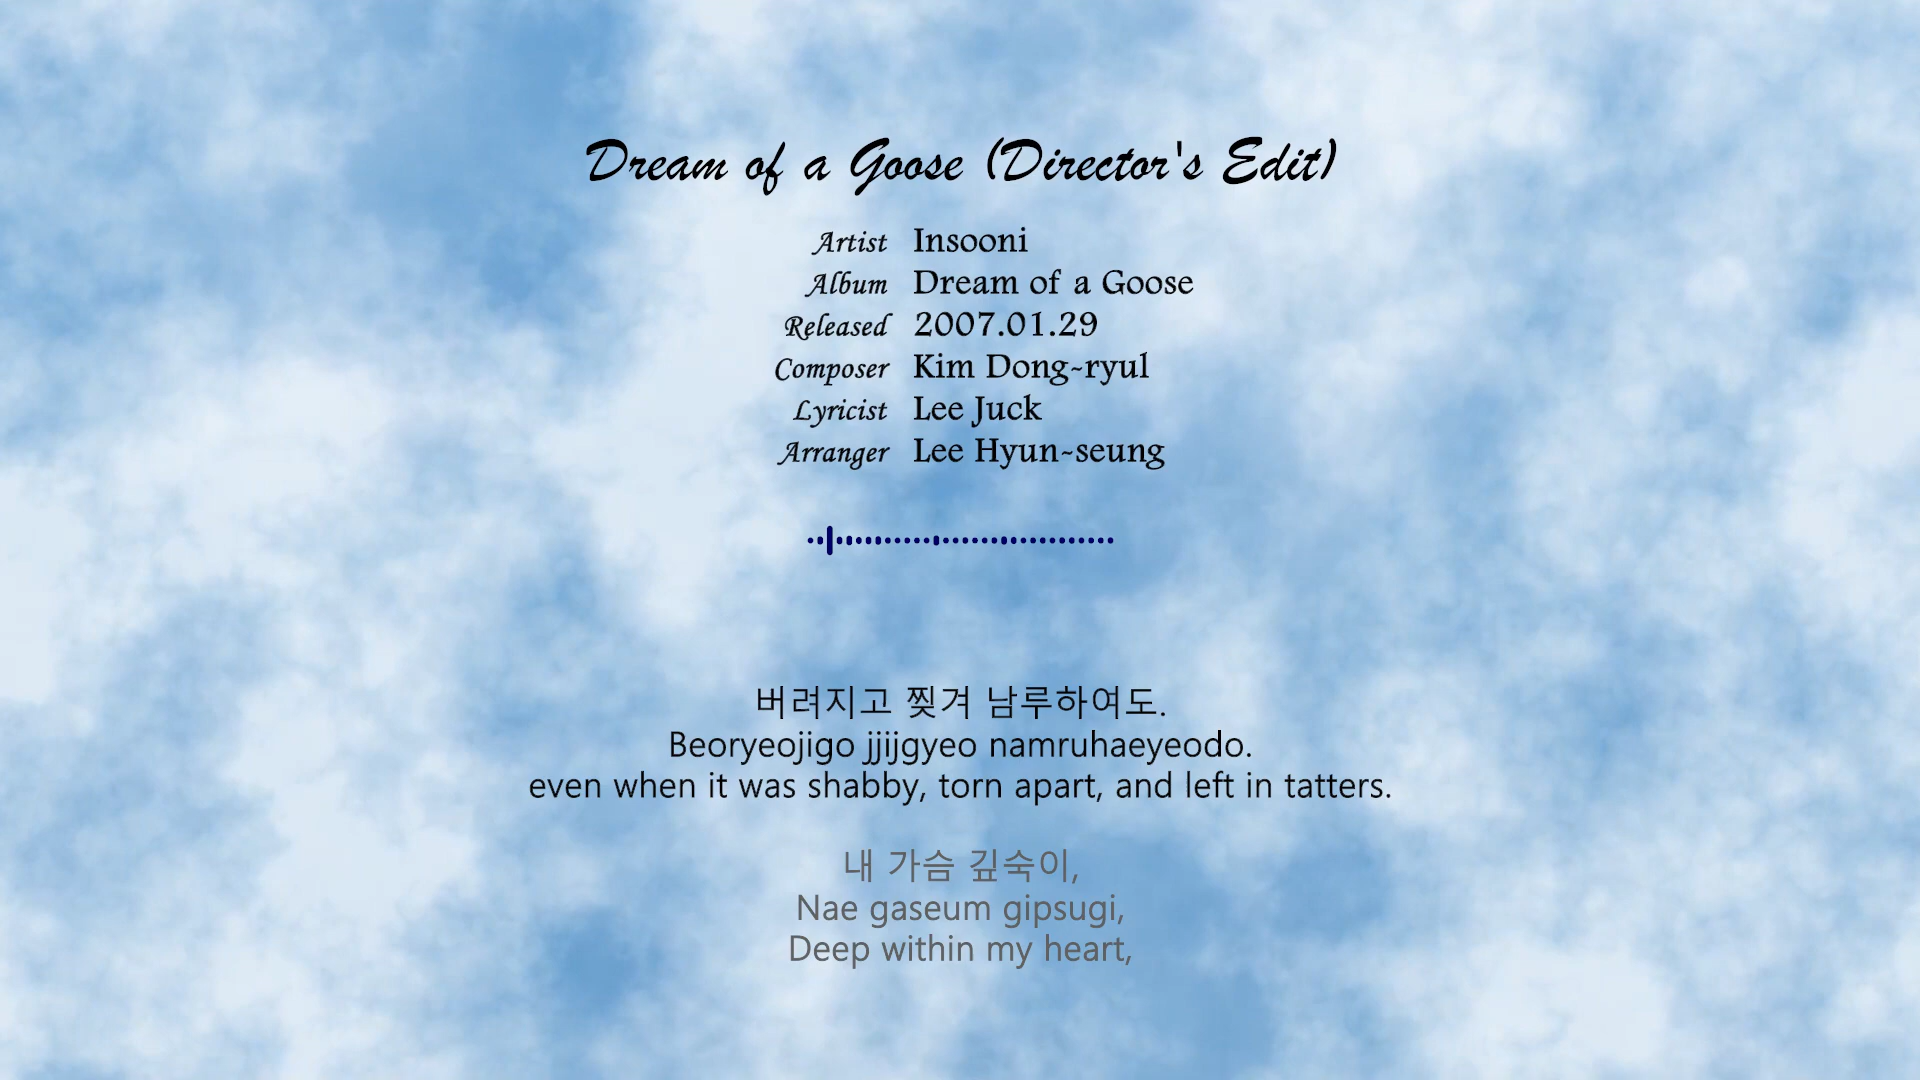 Dream of a Goose (Director's Edit)
Artist Insooni
Album Dream of a Goose
Released 2007.01.29
Composer Kim Dong-ryul
Lyricist Lee Juck
Arranger Lee Hyun-seung
버려지고 찢겨 남루하여도.
Beoryeojigo jjijgyeo namruhaeyeodo.
even when it was shabby, torn apart, and left in tatters.
내 가슴 깊숙이,
Nae gaseum gipsugi,
Deep within my heart,